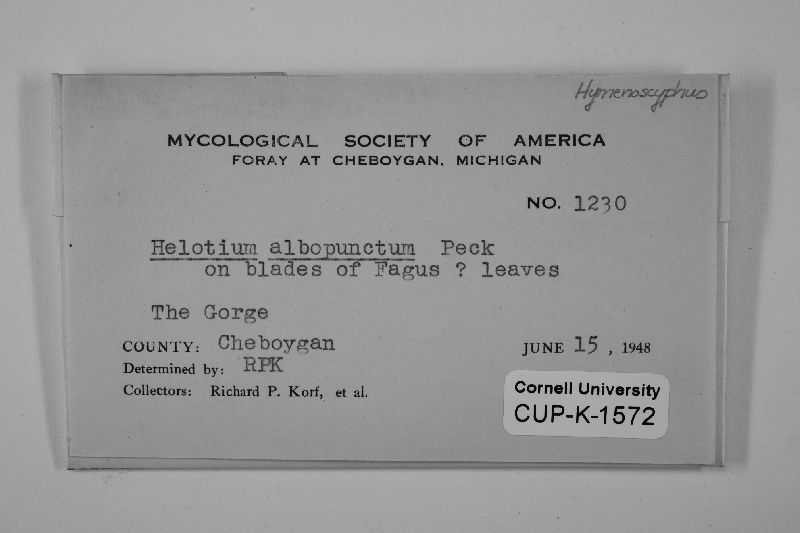 Hymenoscyphus
MYCOLOGICAL SOCIETY OF AMERICA
FORAY AT CHEBOYGAN, MICHIGAN
NO. 1230
Helotium albopunctum Peck
on blades of Fagus ? leaves
The Gorge
COUNTY: Cheboygan
JUNE 15, 1948
Determined by: RPK
Collectors: Richard P. Korf, et al.
Cornell University
CUP-K-1572